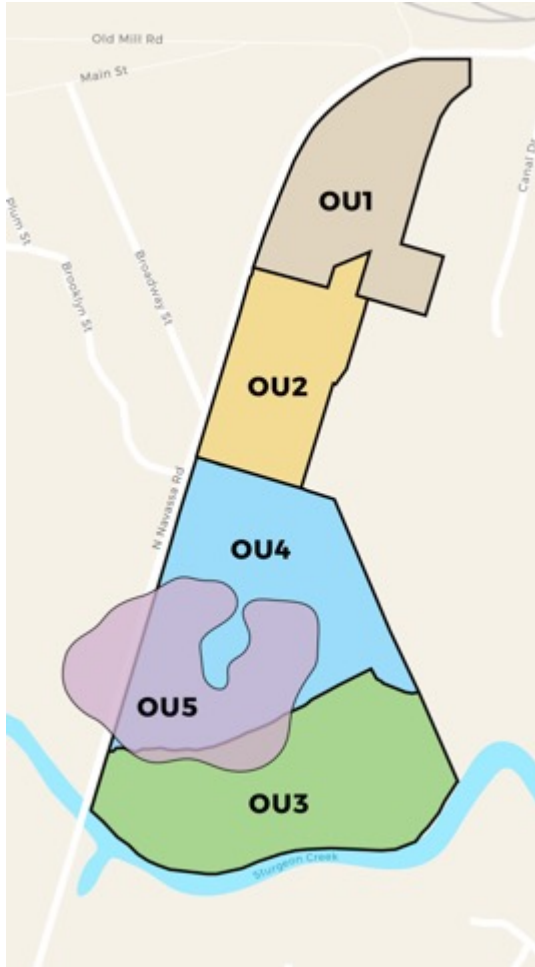 Old Mill Rd
Main St
Canal Dr
OU1
Plum St
Brooklyn St
Broadway St
OU2
N Navassa Rd
OU4
OU5
OU3
Sturgeon Creek